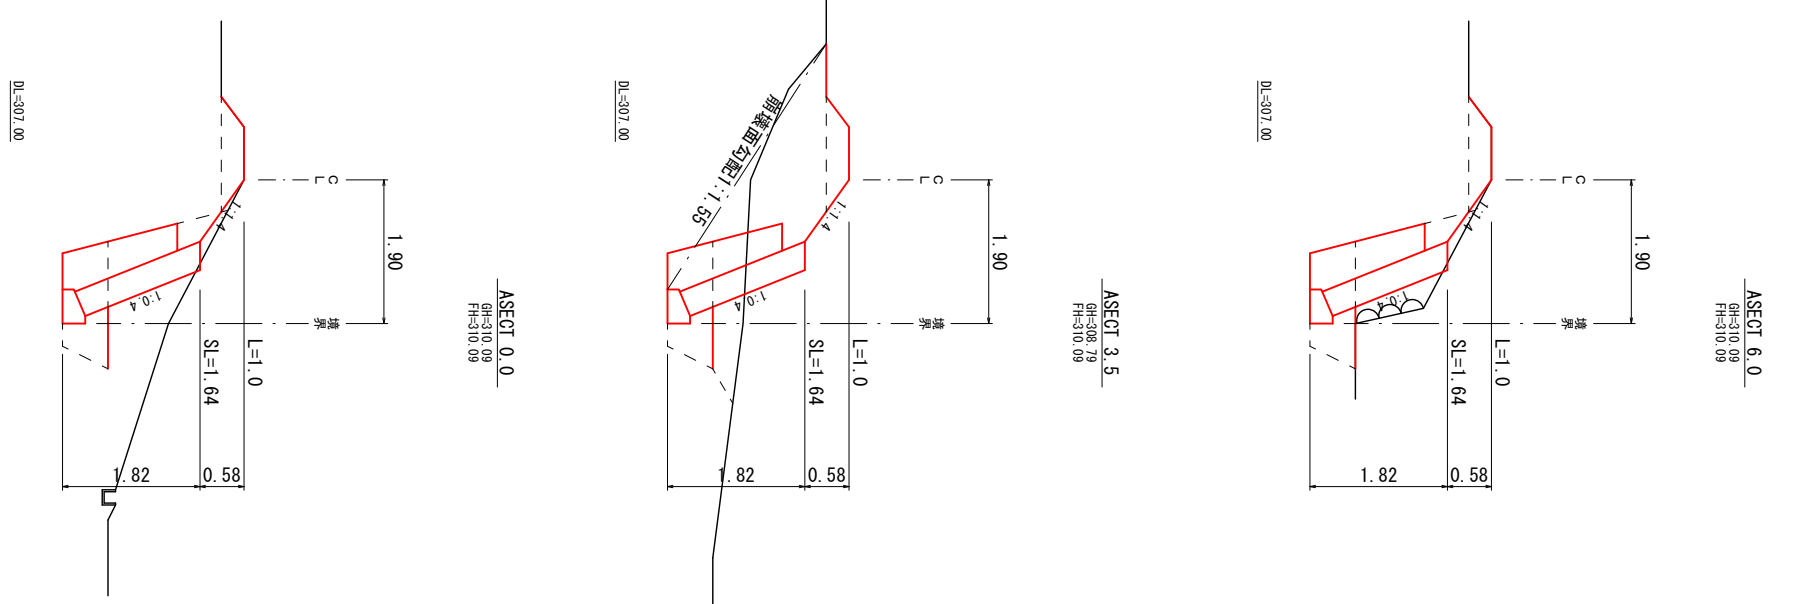 ASECT 0.0
GH=310.09
FH=310.09
1.90
C
L
境
界
1:1.4
1:0.4
L=1.0
SL=1.64
1.82
0.58
DL=307.00
ASECT 3.5
GH=308.79
FH=310.09
1.90
C
L
境
界
崩壊面勾配1:1.55
1:1.4
1:0.4
L=1.0
SL=1.64
1.82
0.58
DL=307.00
ASECT 6.0
GH=310.09
FH=310.09
1.90
C
L
境
界
1:1.4
1:0.4
L=1.0
SL=1.64
1.82
0.58
DL=307.00